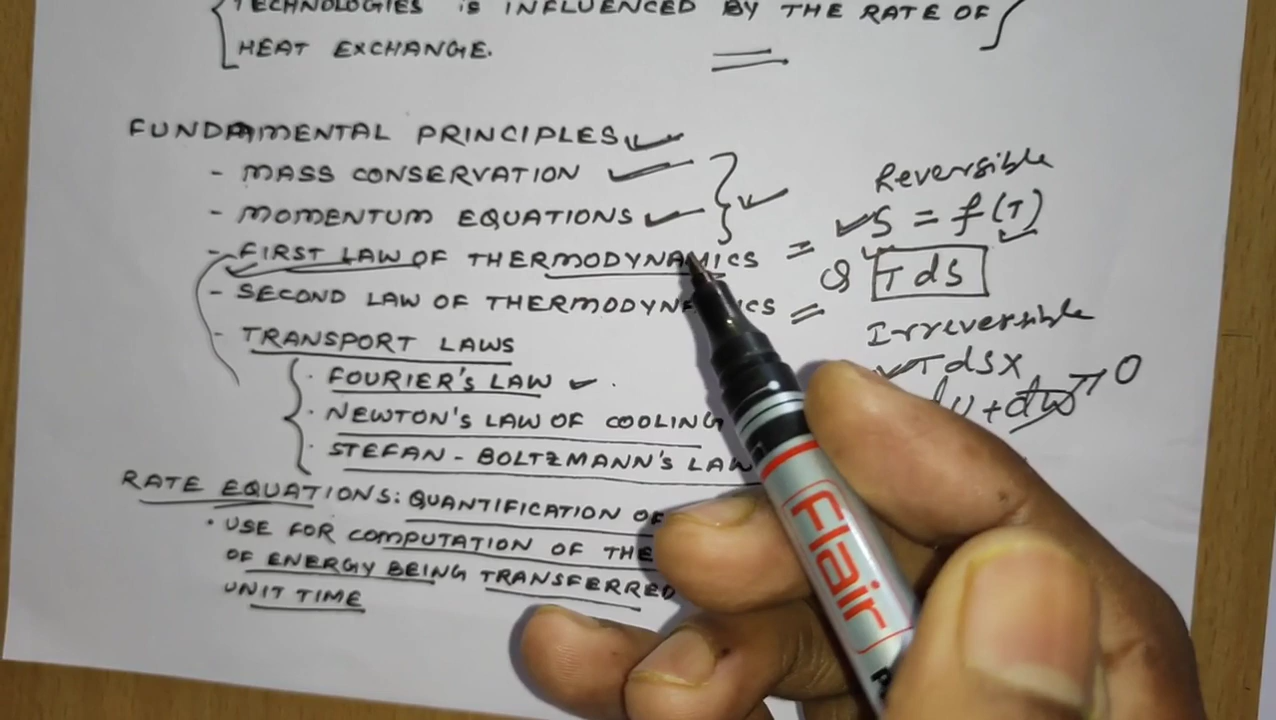 TECHNOLOGIES is INFLUENCED BY THE RATE OF
HEAT EXCHANGE.
FUNDAMENTAL PRINCIPLES
- MASS CONSERVATION
- MOMENTUM EQUATIONS
- FIRST LAW OF THERMODYNAMICS =
- SECOND LAW OF THERMODYNAMICS =
- TRANSPORT LAWS
· FOURIER'S LAW
· NEWTON'S LAW OF COOLING
· STEFAN - BOLTZMANN'S LAW
RATE EQUATIONS: QUANTIFICATION OF
· USE FOR COMPUTATION OF THE
OF ENERGY BEING TRANSFERRED
UNIT TIME
Reversible
S = f(T)
TdS
Irreversible
TdSX
+ dW 0
Flair